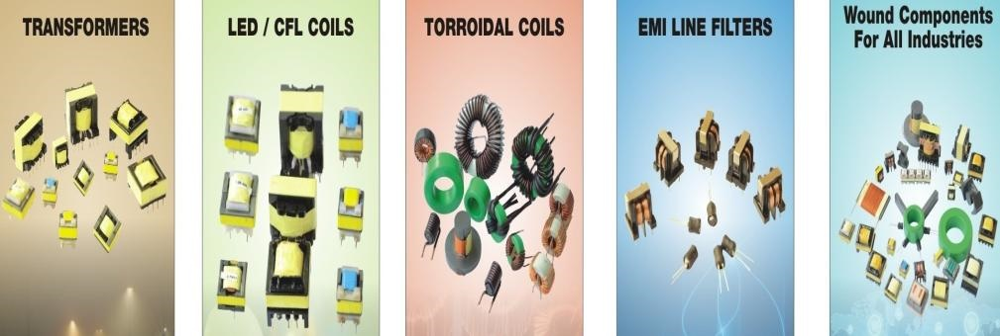 TRANSFORMERS
LED / CFL COILS
TORROIDAL COILS
EMI LINE FILTERS
Wound Components
For All Industries